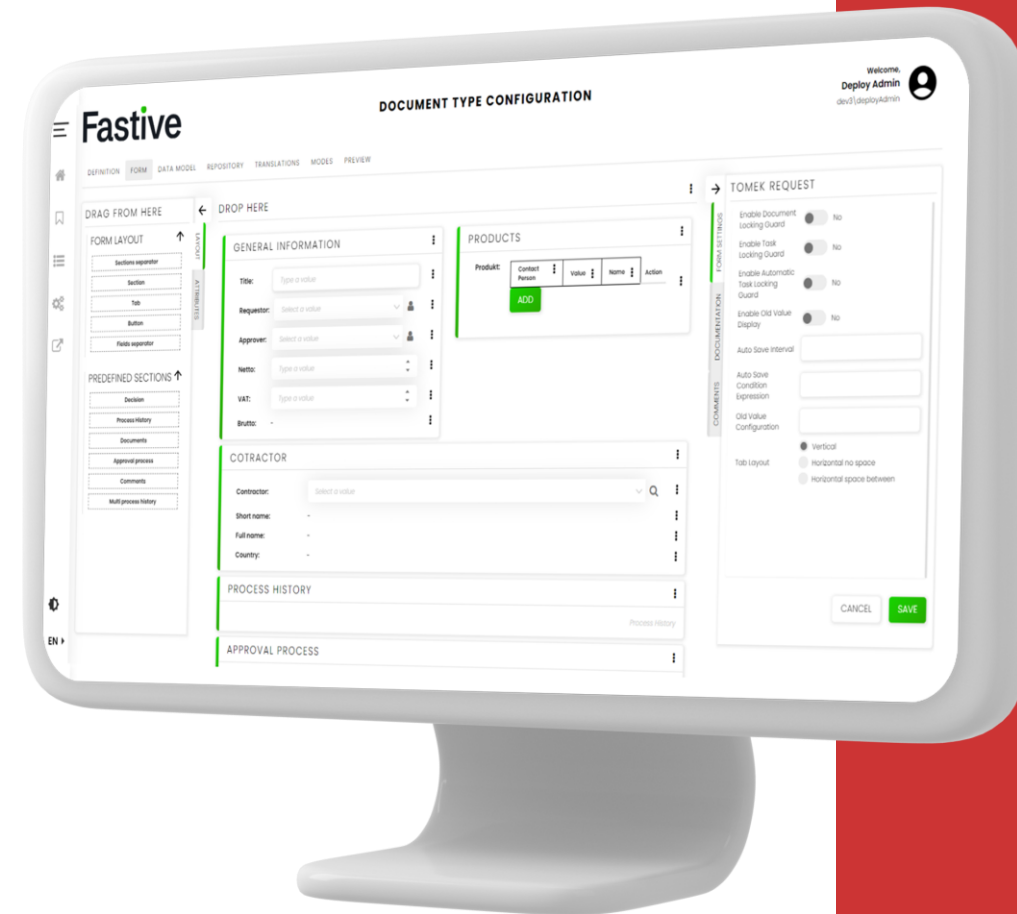 Fastive
DOCUMENT TYPE CONFIGURATION
Welcome,
Deploy Admin
dev3\deployAdmin
DEFINITION FORM DATA MODEL REPOSITORY TRANSLATIONS MODES PREVIEW
DRAG FROM HERE
FORM LAYOUT
Sections separator
Section
Tab
Button
Fields separator
PREDEFINED SECTIONS
Decision
Process History
Documents
Approval process
Comments
Multi process history
EN
LAYOUT
ATTRIBUTES
DROP HERE
GENERAL INFORMATION
Title: Type a value
Requestor: Select a value
Approver: Select a value
Netto: Type a value
VAT: Type a value
Brutto: -
PRODUCTS
Produkt: Contact Person Value Name Action
ADD
COTRACTOR
Contractor: Select a value
Short name: -
Full name: -
Country: -
PROCESS HISTORY
Process History
APPROVAL PROCESS
FORM SETTINGS
DOCUMENTATION
COMMENTS
TOMEK REQUEST
Enable Document
Locking Guard No
Enable Task
Locking Guard No
Enable Automatic
Task Locking
Guard No
Enable Old Value
Display No
Auto Save Interval
Auto Save
Condition
Expression
Old Value
Configuration
Tab Layout
Vertical
Horizontal no space
Horizontal space between
CANCEL SAVE